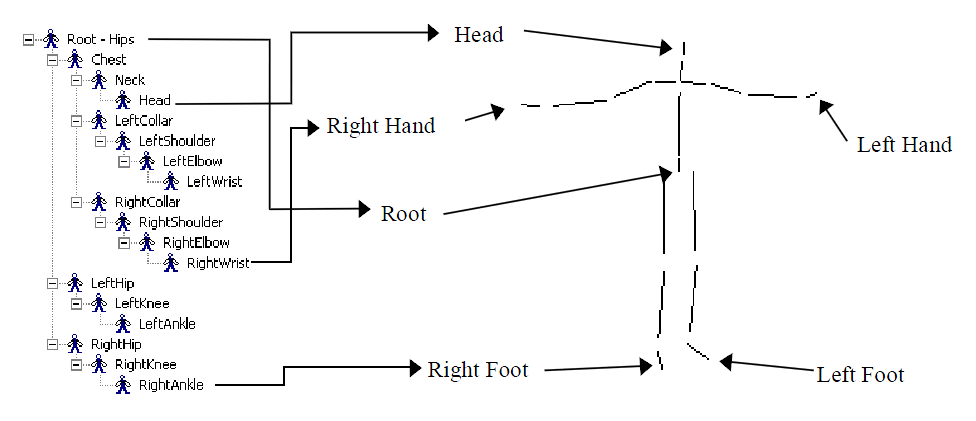 Root - Hips
Chest
Neck
Head
LeftCollar
LeftShoulder
LeftElbow
LeftWrist
RightCollar
RightShoulder
RightElbow
RightWrist
LeftHip
LeftKnee
LeftAnkle
RightHip
RightKnee
RightAnkle
Head
Right Hand
Left Hand
Root
Right Foot
Left Foot